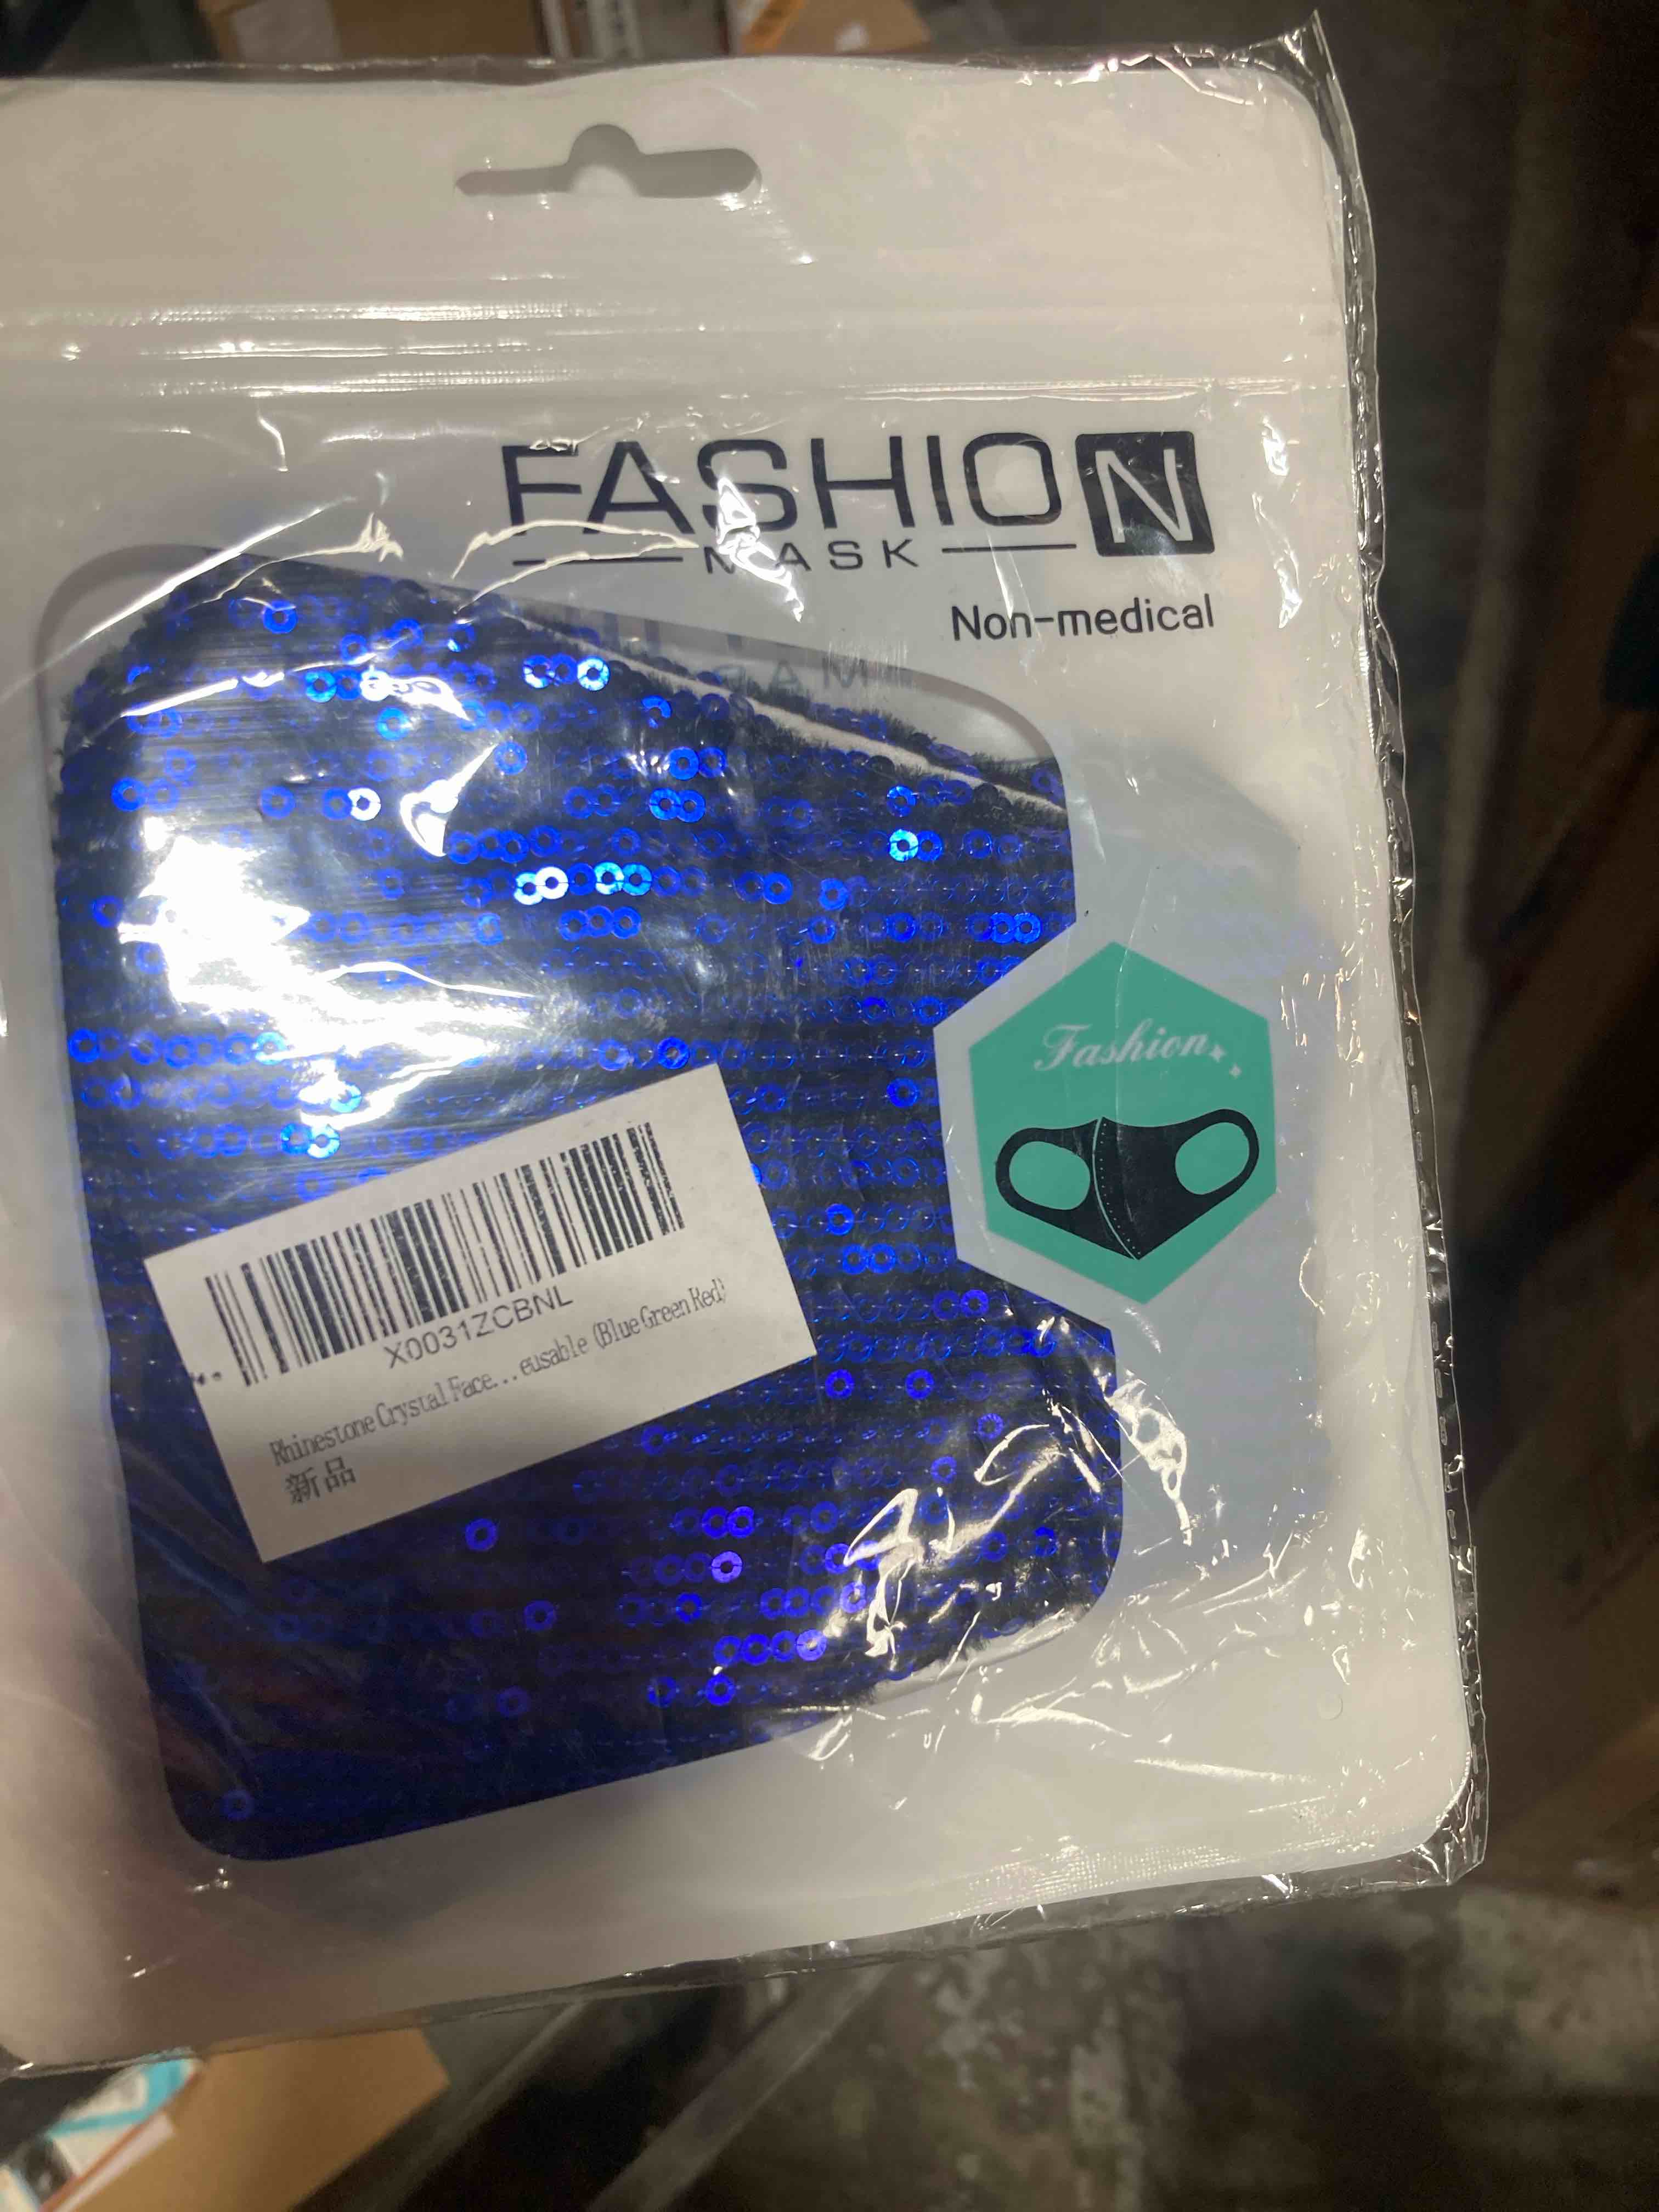 FASHION
MASK
Non-medical
Fashion
X0031ZCBNL
Rhinestone Crystal Face... eusable (Blue Green Red)
新品